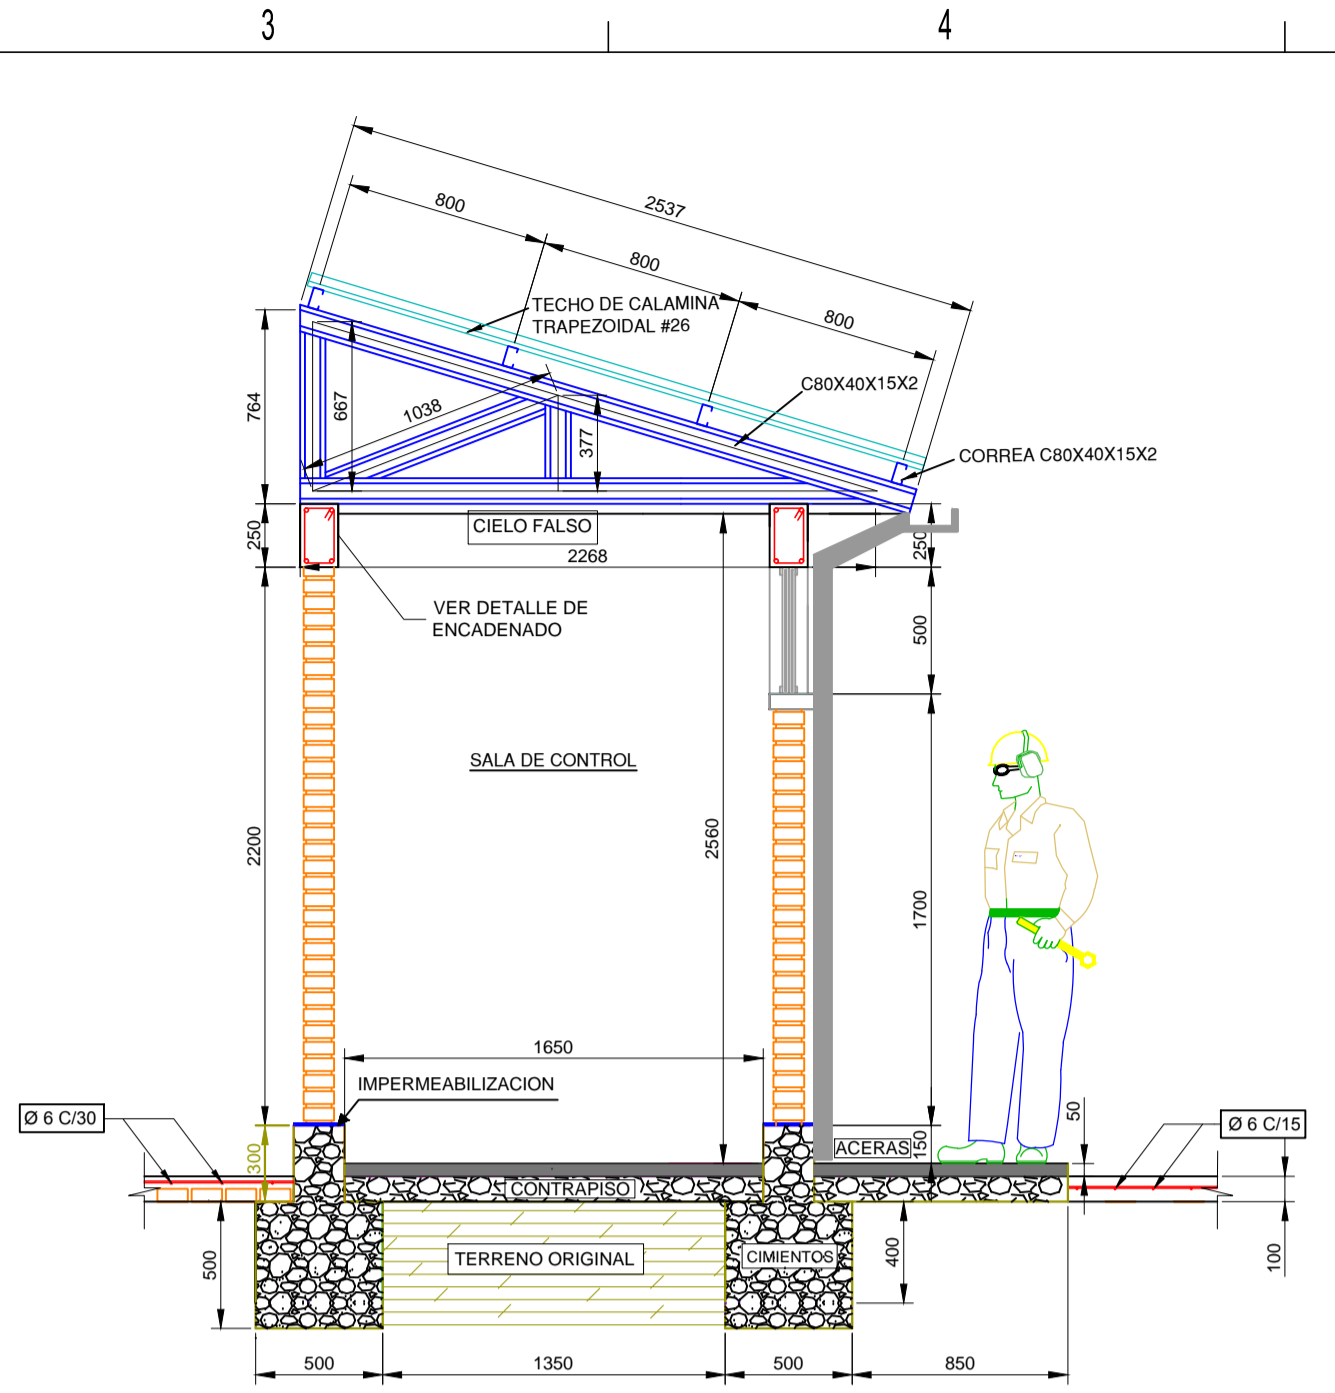 3
4
2537
800
800
800
TECHO DE CALAMINA
TRAPEZOIDAL #26
C80X40X15X2
CORREA C80X40X15X2
764
667
1038
377
250
CIELO FALSO
2268
250
VER DETALLE DE
ENCADENADO
500
SALA DE CONTROL
2200
2560
1700
1650
IMPERMEABILIZACION
Ø 6 C/30
300
ACERAS
150
50
Ø 6 C/15
CONTRAPISO
500
TERRENO ORIGINAL
CIMIENTOS
400
100
500
1350
500
850